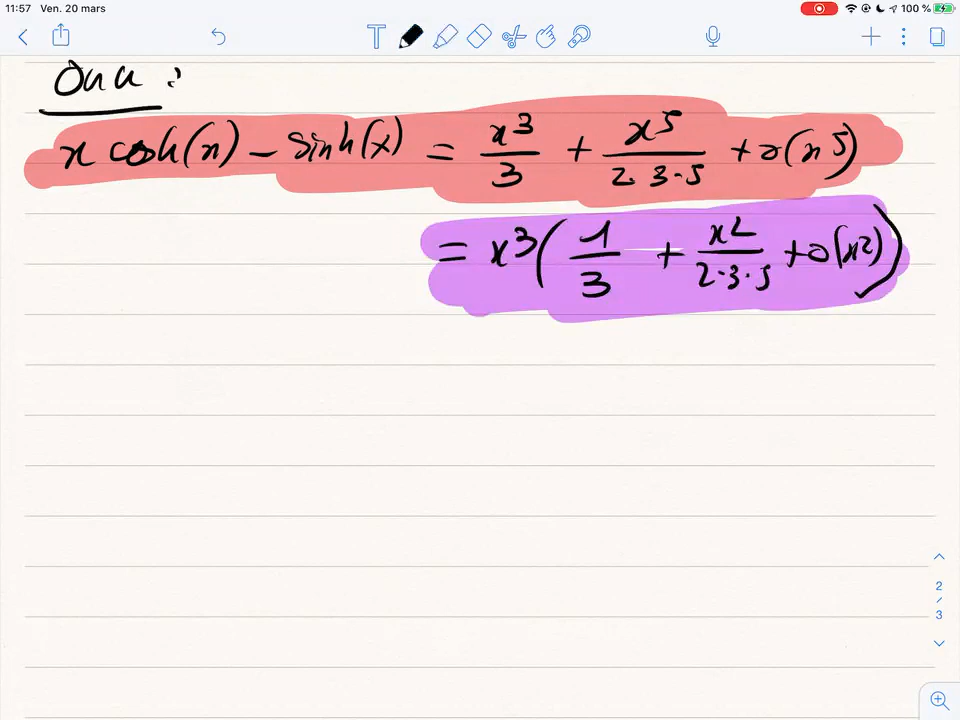 11:57 Ven. 20 mars 100 %
On a :
x cosh(x) – sinh(x) = x³/3 + x⁵/(2·3·5) + o(x⁵)
= x³(1/3 + x²/(2·3·5) + o(x²))
2
/
3